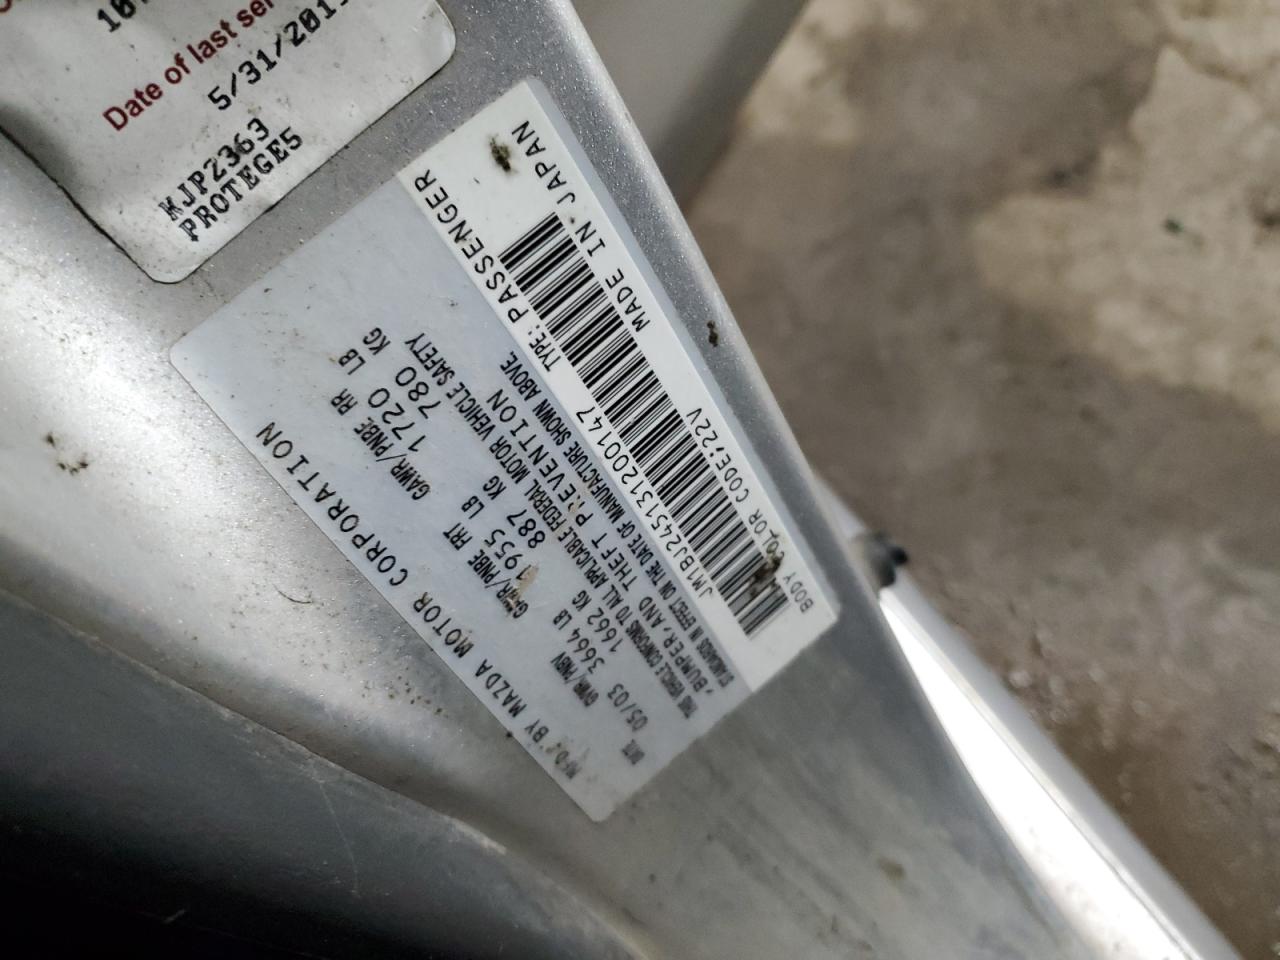 Date of last ser
5/31/201
KJP2363
PROTEGE5
MFD. BY MAZDA MOTOR CORPORATION
DATE 05/03
GVWR/PNBV
3664 LB
1662 KG
GAWR/PNBE FRT
1955 LB
887 KG
GAWR/PNBE RR
1720 LB
780 KG
THIS VEHICLE CONFORMS TO ALL APPLICABLE FEDERAL MOTOR VEHICLE SAFETY
, BUMPER, AND THEFT PREVENTION
STANDARDS IN EFFECT ON THE DATE OF MANUFACTURE SHOWN ABOVE.
JM1BJ245131200147 TYPE: PASSENGER
BODY COLOR CODE:22V MADE IN JAPAN